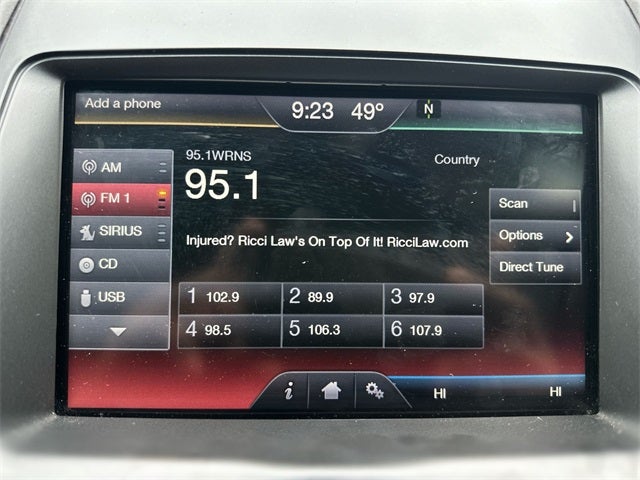 Add a phone
9:23 49°
N
AM
FM 1
SIRIUS
CD
USB
95.1WRNS
Country
95.1
Injured? Ricci Law's On Top Of It! RicciLaw.com
Scan
Options
Direct Tune
1 102.9 2 89.9 3 97.9
4 98.5 5 106.3 6 107.9
i
HI HI